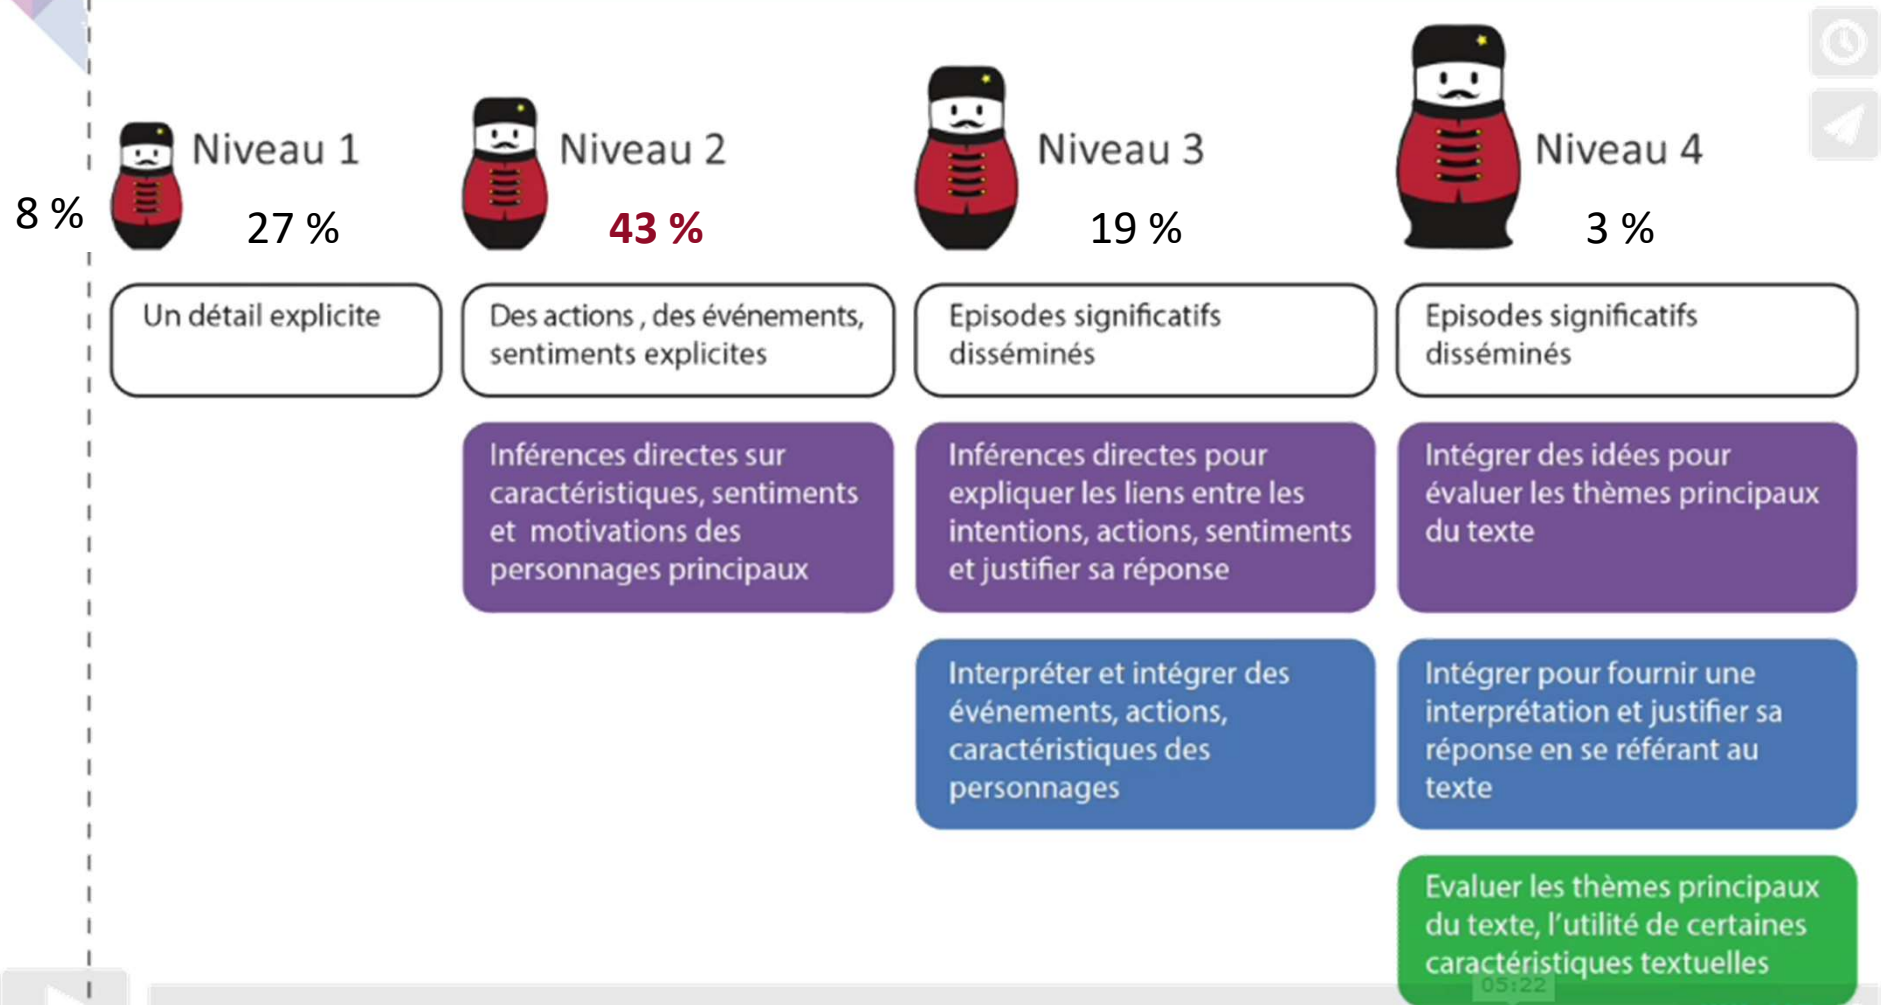 8 %
Niveau 1
27 %
Niveau 2
43 %
Niveau 3
19 %
Niveau 4
3 %
Un détail explicite
Des actions , des événements,
sentiments explicites
Episodes significatifs
disséminés
Episodes significatifs
disséminés
Inférences directes sur
caractéristiques, sentiments
et motivations des
personnages principaux
Inférences directes pour
expliquer les liens entre les
intentions, actions, sentiments
et justifier sa réponse
Intégrer des idées pour
évaluer les thèmes principaux
du texte
Interpréter et intégrer des
événements, actions,
caractéristiques des
personnages
Intégrer pour fournir une
interprétation et justifier sa
réponse en se référant au
texte
Evaluer les thèmes principaux
du texte, l'utilité de certaines
caractéristiques textuelles
05:22